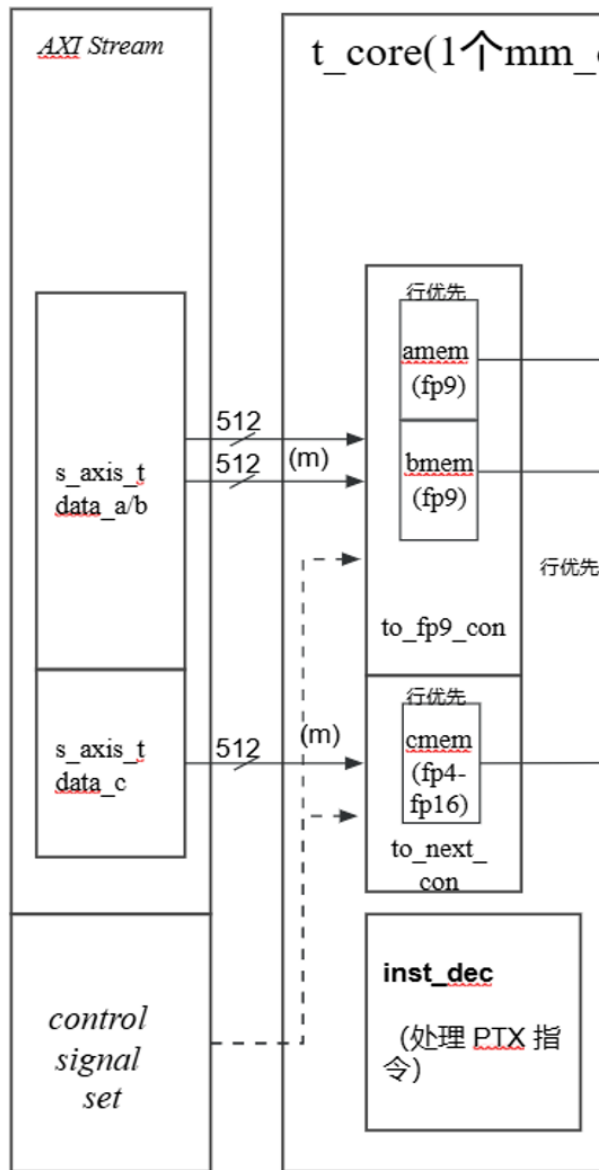 AXI Stream
t_core(1个mm_
行优先
amem
(fp9)
512
512
(m)
bmem
(fp9)
s_axis_t
data_a/b
行优先
to_fp9_con
行优先
512
(m)
s_axis_t
data_c
cmem
(fp4-
fp16)
to_next_
con
inst_dec
(处理 PTX 指
令)
control
signal
set